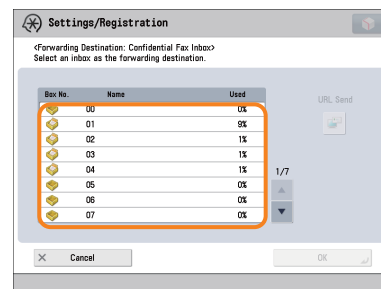 Settings/Registration
<Forwarding Destination: Confidential Fax Inbox>
Select an inbox as the forwarding destination.
Box No. Name Used
URL Send
00 0%
01 9%
02 1%
03 1%
04 1%
1/7
05 0%
06 0%
07 0%
Cancel
OK